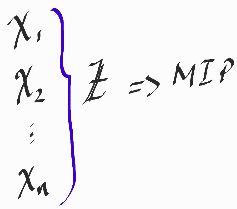 X₁
X₂
⋮
Xₙ
} Z => MIP